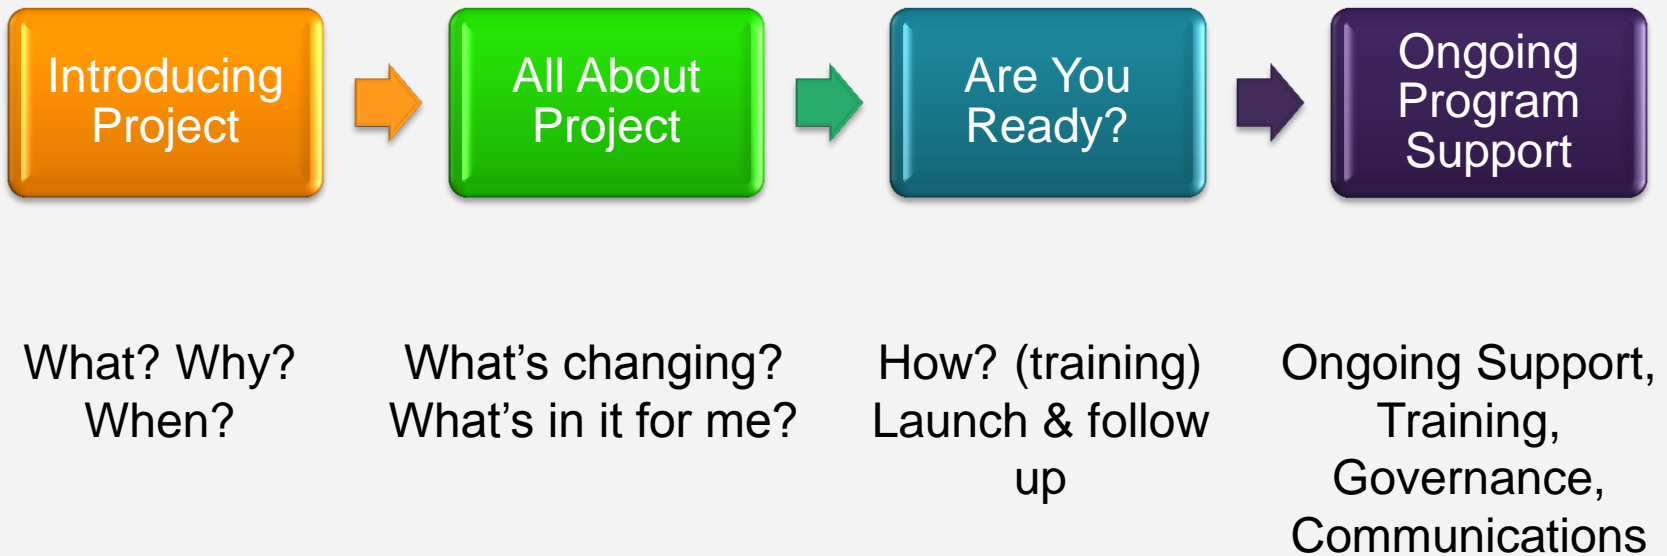 Introducing
Project
All About
Project
Are You
Ready?
Ongoing
Program
Support
What? Why?
When?
What’s changing?
What’s in it for me?
How? (training)
Launch & follow
up
Ongoing Support,
Training,
Governance,
Communications